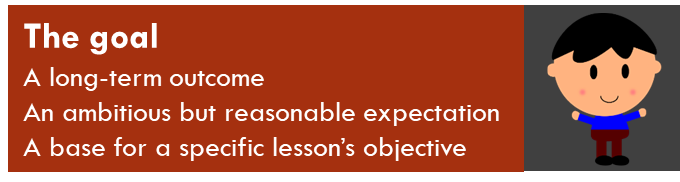 The goal
A long-term outcome
An ambitious but reasonable expectation
A base for a specific lesson’s objective